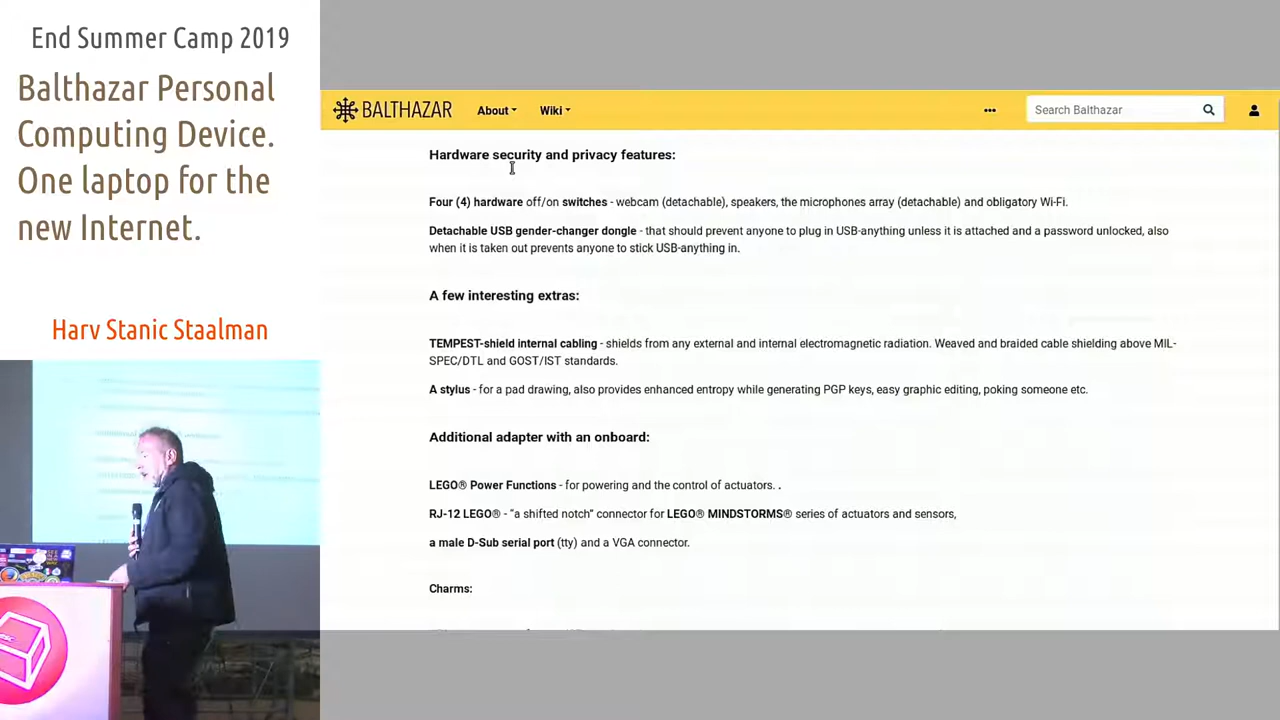 End Summer Camp 2019
Balthazar Personal
Computing Device.
One laptop for the
new Internet.
Harv Stanic Staalman
BALTHAZAR
About
Wiki
Search Balthazar
Hardware security and privacy features:
Four (4) hardware off/on switches - webcam (detachable), speakers, the microphones array (detachable) and obligatory Wi-Fi.
Detachable USB gender-changer dongle - that should prevent anyone to plug in USB-anything unless it is attached and a password unlocked, also
when it is taken out prevents anyone to stick USB-anything in.
A few interesting extras:
TEMPEST-shield internal cabling - shields from any external and internal electromagnetic radiation. Weaved and braided cable shielding above MIL-
SPEC/DTL and GOST/IST standards.
A stylus - for a pad drawing, also provides enhanced entropy while generating PGP keys, easy graphic editing, poking someone etc.
Additional adapter with an onboard:
LEGO® Power Functions - for powering and the control of actuators. .
RJ-12 LEGO® - "a shifted notch" connector for LEGO® MINDSTORMS® series of actuators and sensors,
a male D-Sub serial port (tty) and a VGA connector.
Charms: